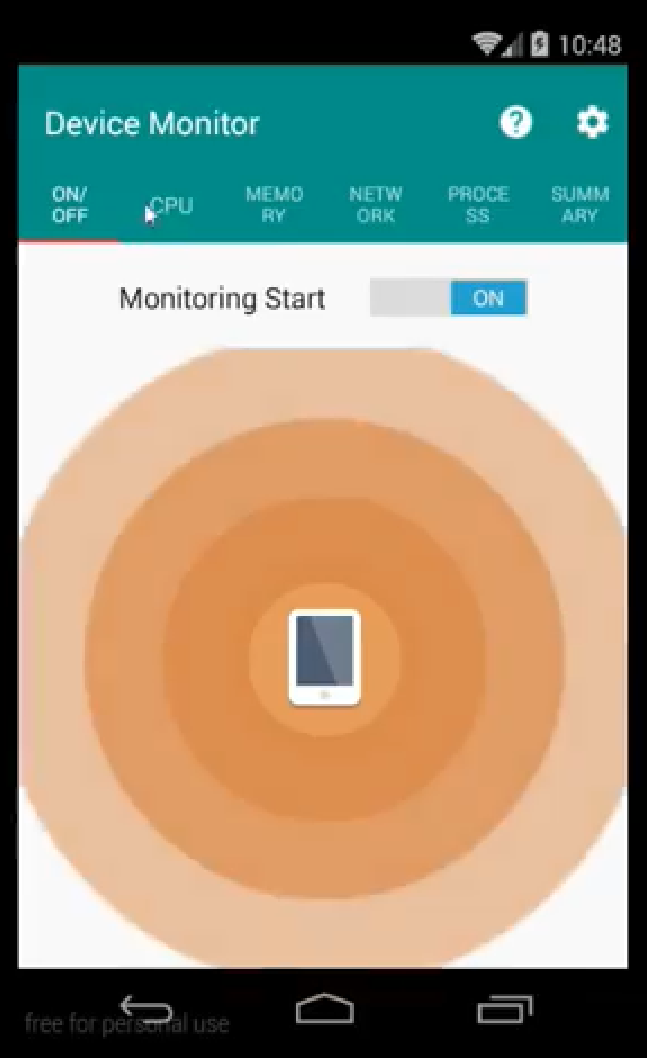 10:48
Device Monitor
ON/
OFF
CPU
MEMO
RY
NETW
ORK
PROCE
SS
SUMM
ARY
Monitoring Start
ON
free for personal use